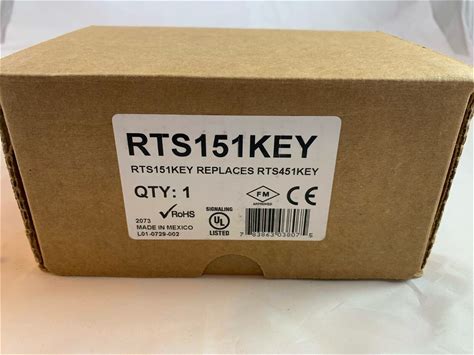 RTS151KEY
RTS151KEY REPLACES RTS451KEY
QTY: 1
FM
APPROVED
CE
RoHS
SIGNALING
UL
LISTED
2073
MADE IN MEXICO
L01-0729-002